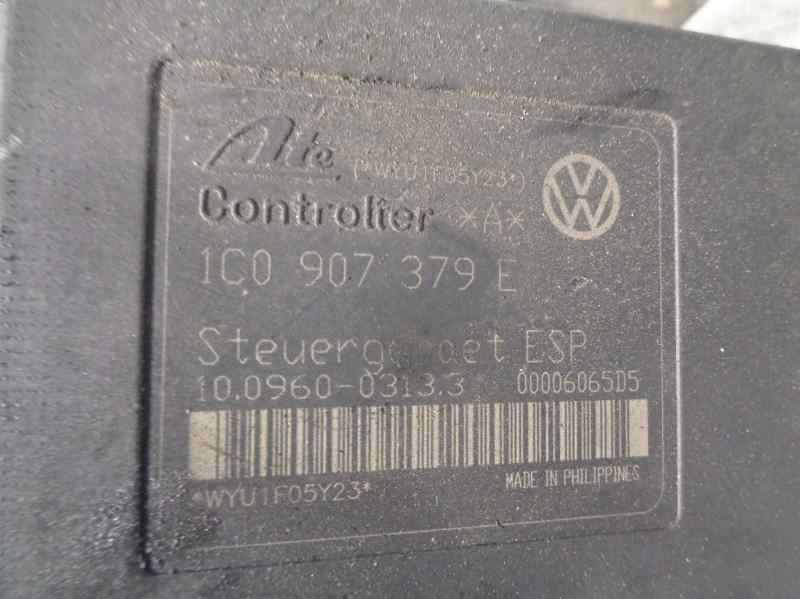 Ate (*WYU1F05Y23*)
Controller *A*
1C0 907 379 E
Steuergeraet ESP
10.0960-0313.3 00006065D5
*WYU1F05Y23*
MADE IN PHILIPPINES